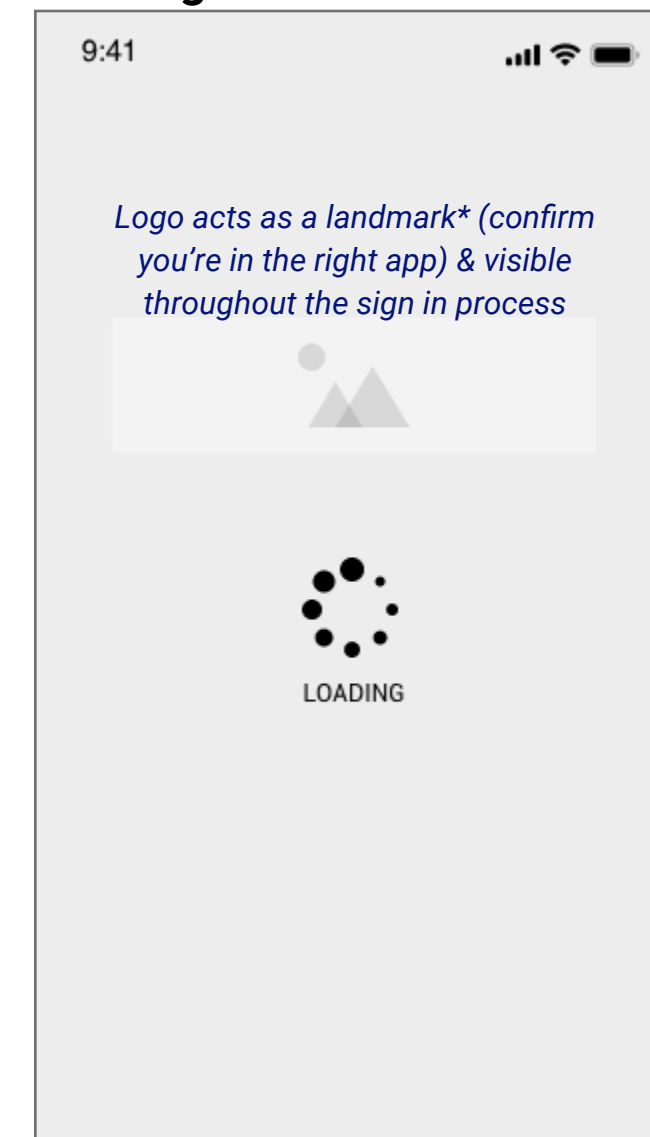 9:41
Logo acts as a landmark* (confirm
you’re in the right app) & visible
throughout the sign in process
LOADING